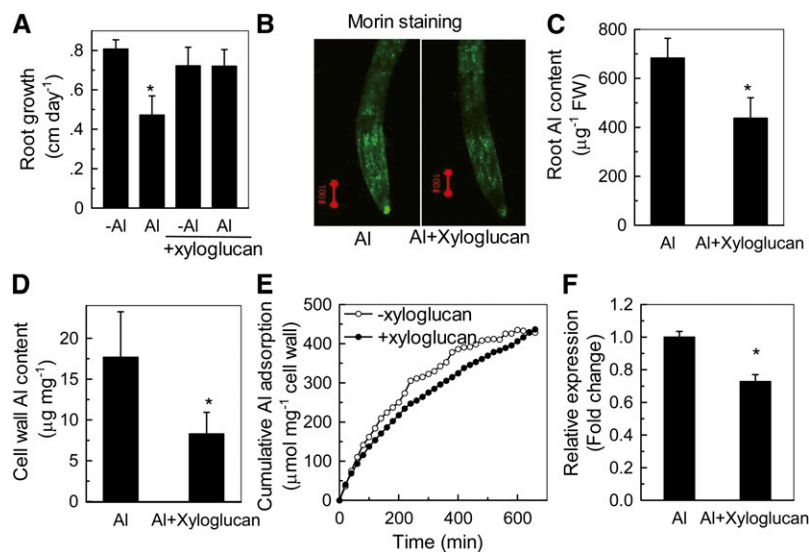 A
Root growth
(cm day-1)
.8
.6
.4
.2
0
*
-Al Al -Al Al
+xyloglucan
B
Morin staining
100
100
Al Al+Xyloglucan
C
Root Al content
(µg-1 FW)
800
600
400
200
0
*
Al Al+Xyloglucan
D
Cell wall Al content
(µg mg-1)
20
15
10
5
0
*
Al Al+Xyloglucan
E
Cumulative Al adsorption
(µmol mg-1 cell wall)
500
400
300
200
100
0
-xyloglucan
+xyloglucan
0 200 400 600
Time (min)
F
Relative expression
(Fold change)
1.2
1.0
0.8
0.6
0.4
0.2
0.0
*
Al Al+Xyloglucan